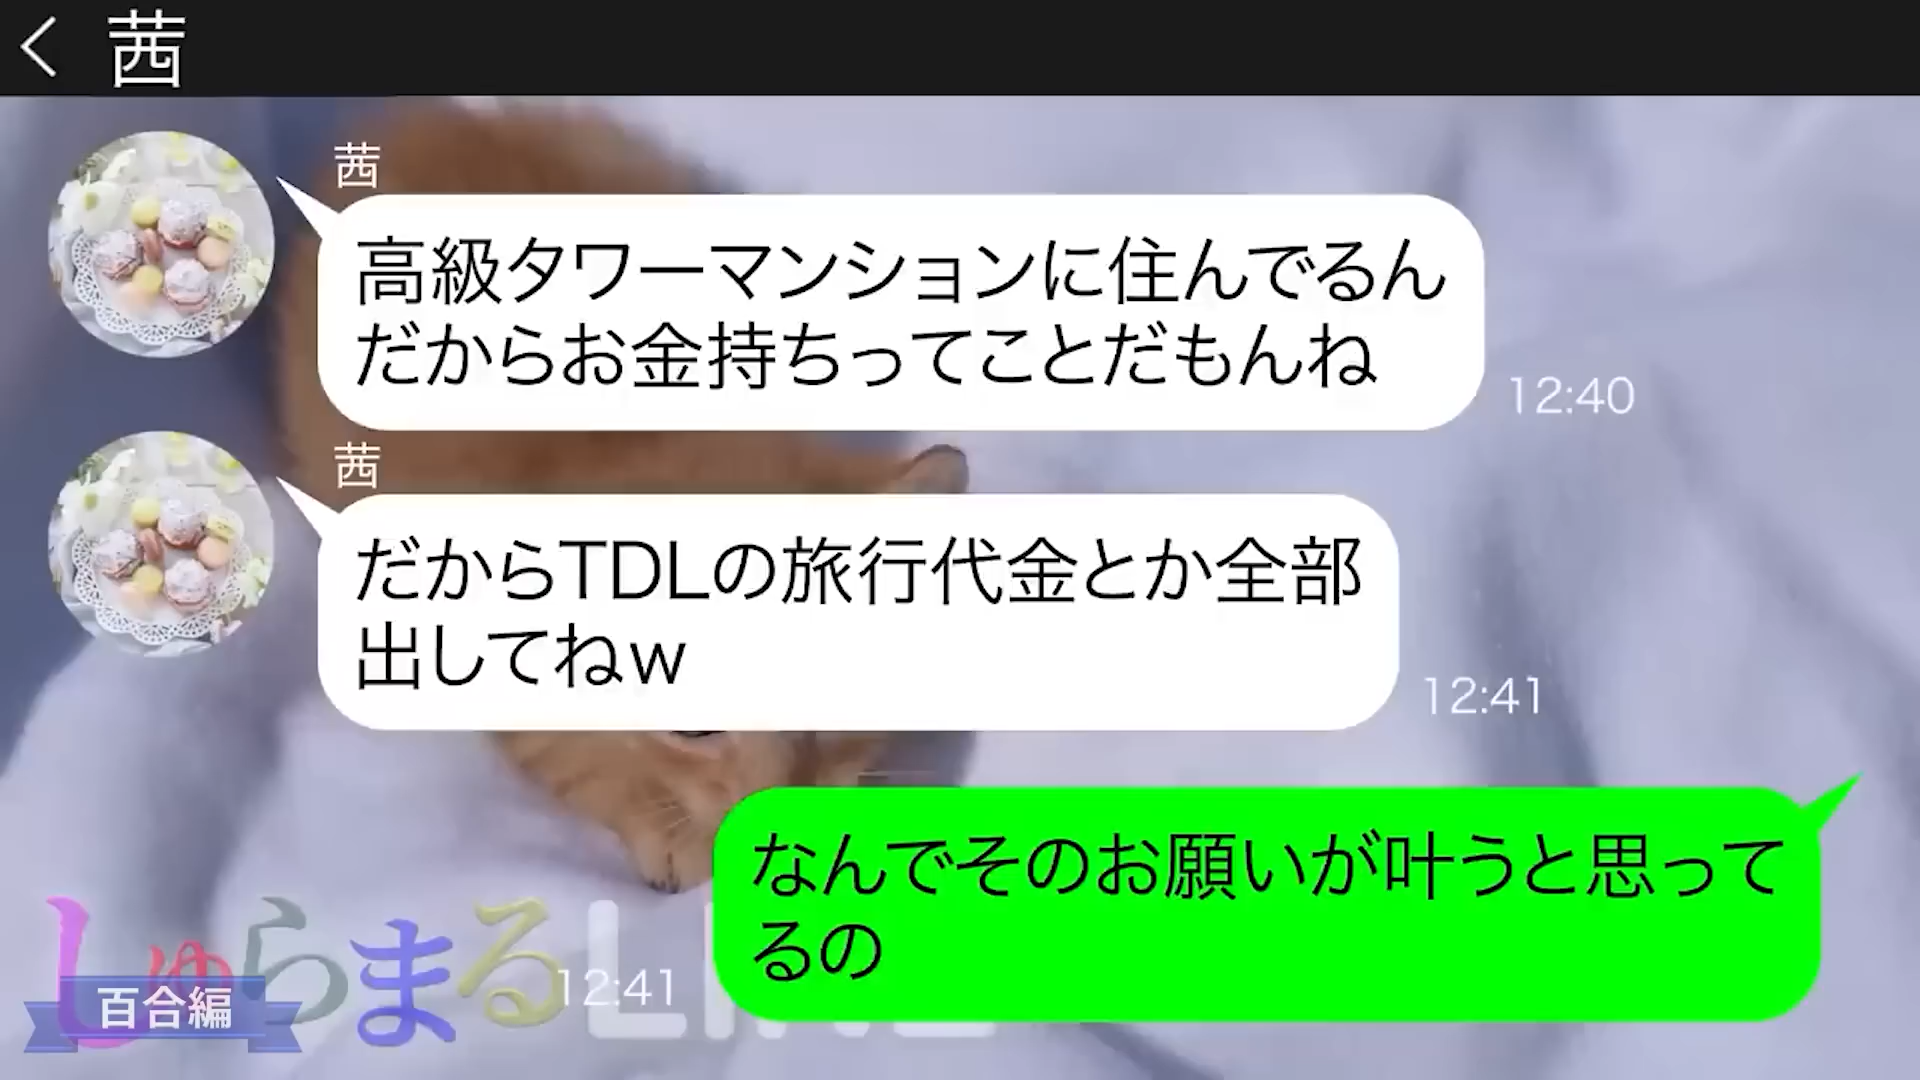 茜
茜
高級タワーマンションに住んでるん
だからお金持ちってことだもんね
12:40
茜
だからTDLの旅行代金とか全部
出してねｗ
12:41
なんでそのお願いが叶うと思って
るの
12:41
しゅらまるLINE
百合編